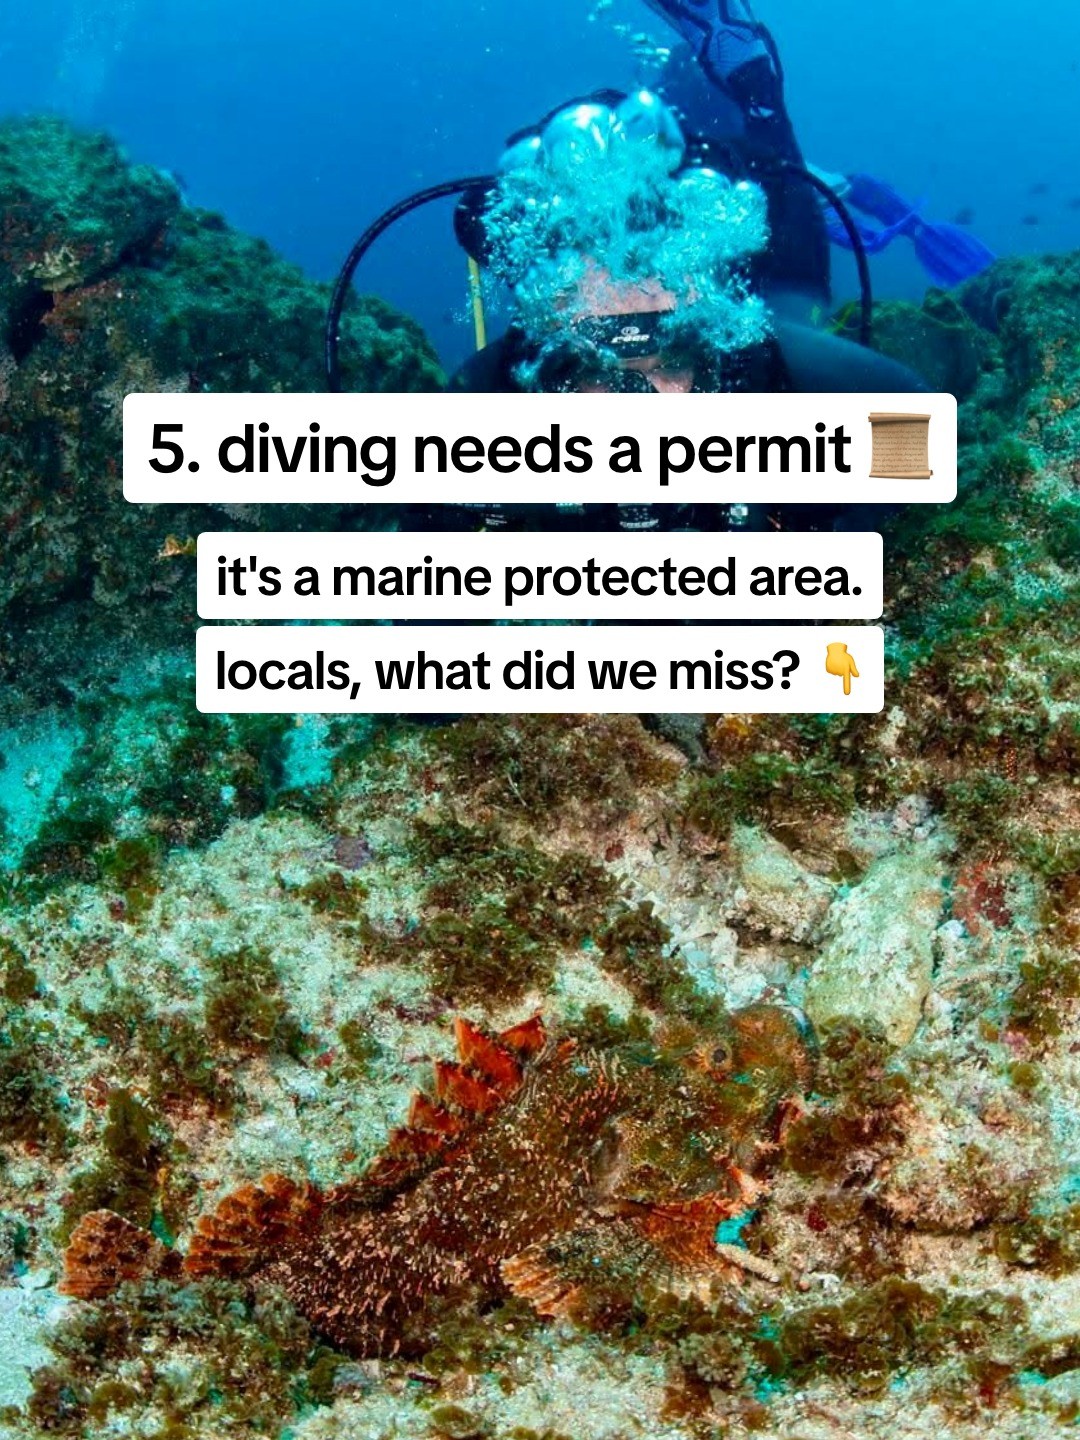 5. diving needs a permit 📜
it's a marine protected area.
locals, what did we miss? 👇